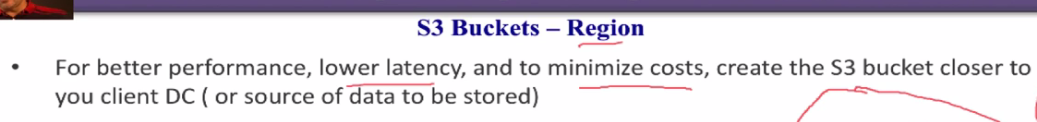 S3 Buckets – Region
• For better performance, lower latency, and to minimize costs, create the S3 bucket closer to
you client DC ( or source of data to be stored)